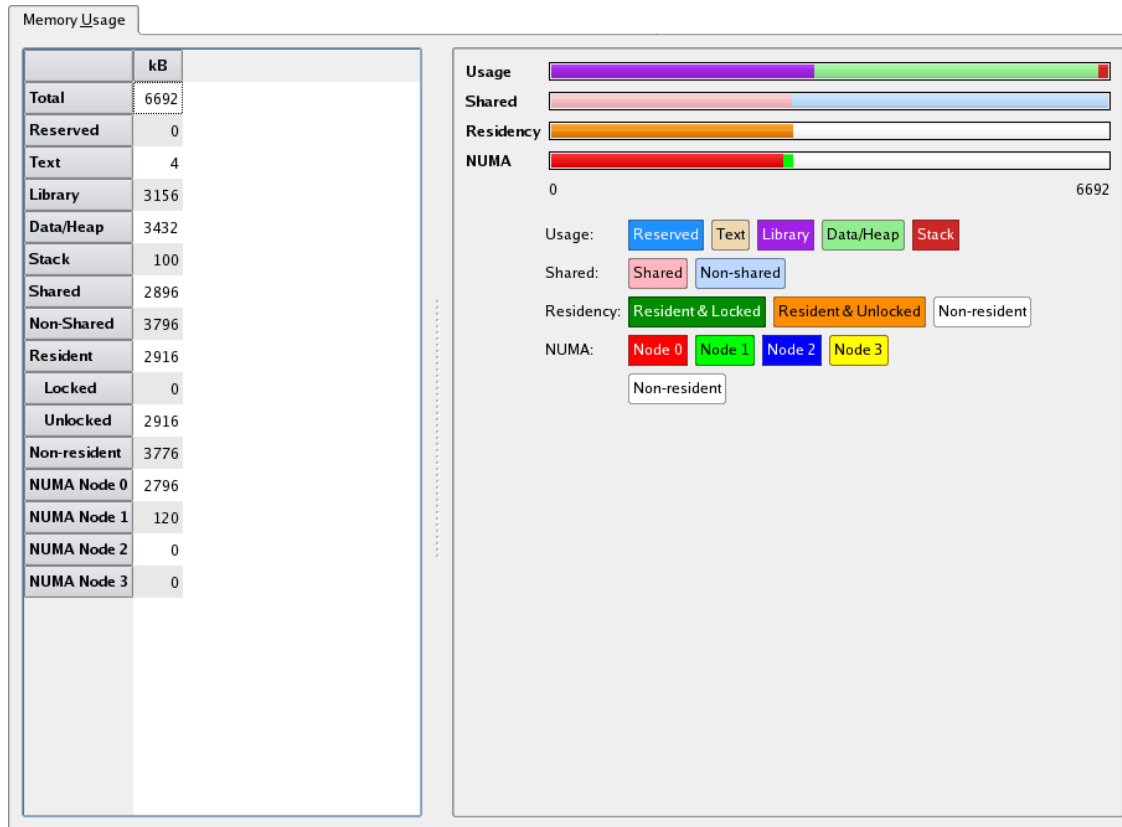 Memory Usage
kB
Total 6692
Reserved 0
Text 4
Library 3156
Data/Heap 3432
Stack 100
Shared 2896
Non-Shared 3796
Resident 2916
Locked 0
Unlocked 2916
Non-resident 3776
NUMA Node 0 2796
NUMA Node 1 120
NUMA Node 2 0
NUMA Node 3 0
Usage
Shared
Residency
NUMA
0 6692
Usage: Reserved Text Library Data/Heap Stack
Shared: Shared Non-shared
Residency: Resident & Locked Resident & Unlocked Non-resident
NUMA: Node 0 Node 1 Node 2 Node 3
Non-resident